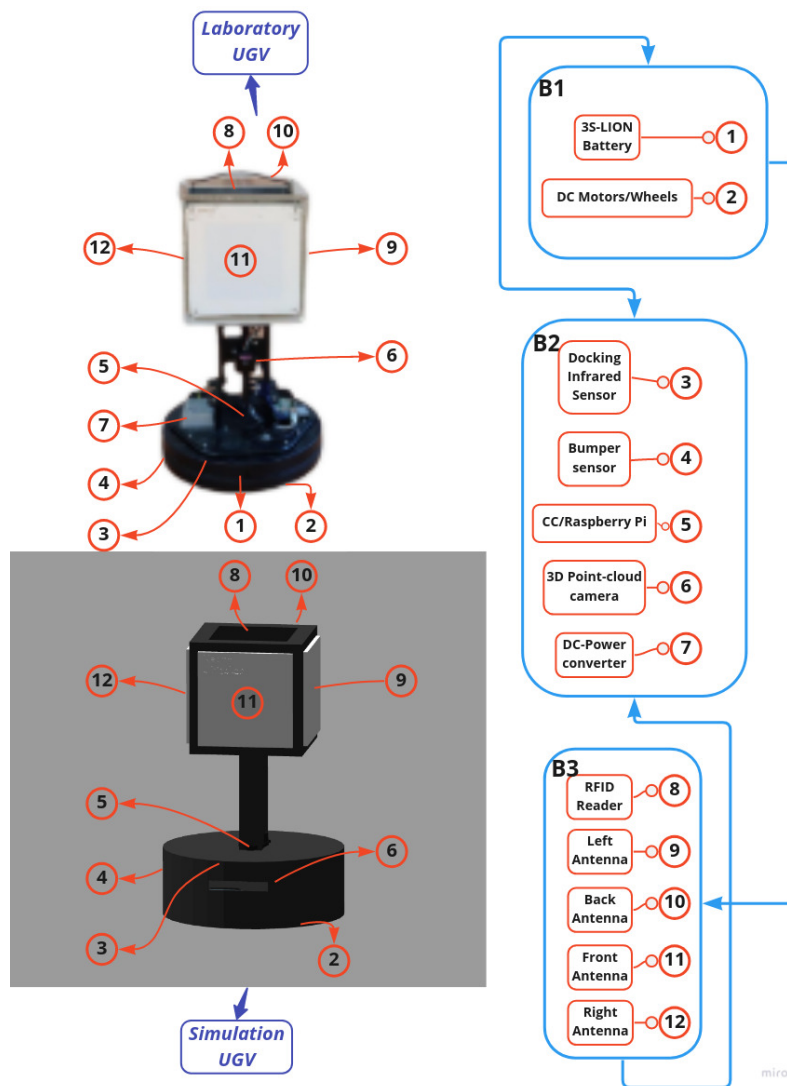 Laboratory
UGV
8
10
12
11
9
5
6
7
4
3
1
2
8
10
12
11
9
5
6
4
3
2
Simulation
UGV
B1
3S-LION
Battery
1
DC Motors/Wheels
2
B2
Docking
Infrared
Sensor
3
Bumper
sensor
4
CC/Raspberry Pi
5
3D Point-cloud
camera
6
DC-Power
converter
7
B3
RFID
Reader
8
Left
Antenna
9
Back
Antenna
10
Front
Antenna
11
Right
Antenna
12
miro